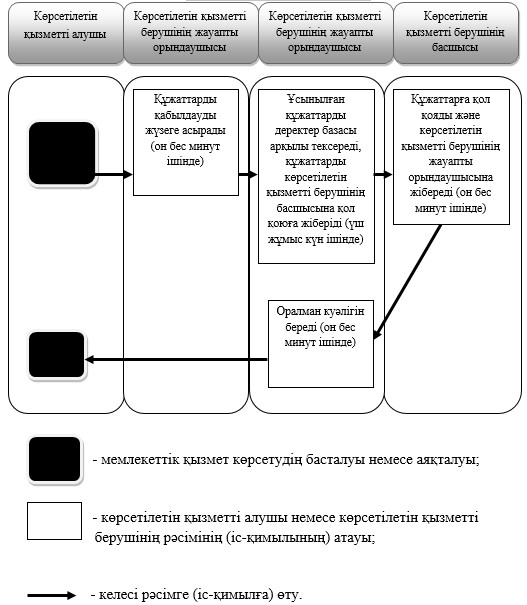 Көрсетілетін
қызметті алушы
Көрсетілетін қызметті
берушінің жауапты
орындаушысы
Көрсетілетін қызметті
берушінің жауапты
орындаушысы
Көрсетілетін
қызметті берушінің
басшысы
Құжаттарды
қабылдауды
жүзеге асырады
(он бес минут
ішінде)
Ұсынылған
құжаттарды
деректер базасы
арқылы тексереді,
құжаттарды
көрсетілетін
қызметті берушінің
басшысына қол
қоюға жібереді (үш
жұмыс күн ішінде)
Құжаттарға қол
қояды және
көрсетілетін
қызметті берушінің
жауапты
орындаушысына
жібереді (он бес
минут ішінде)
Оралман куәлігін
береді (он бес
минут ішінде)
- мемлекеттік қызмет көрсетудің басталуы немесе аяқталуы;
- көрсетілетін қызметті алушы немесе көрсетілетін қызметті
берушінің рәсімінің (іс-қимылының) атауы;
- келесі рәсімге (іс-қимылға) өту.